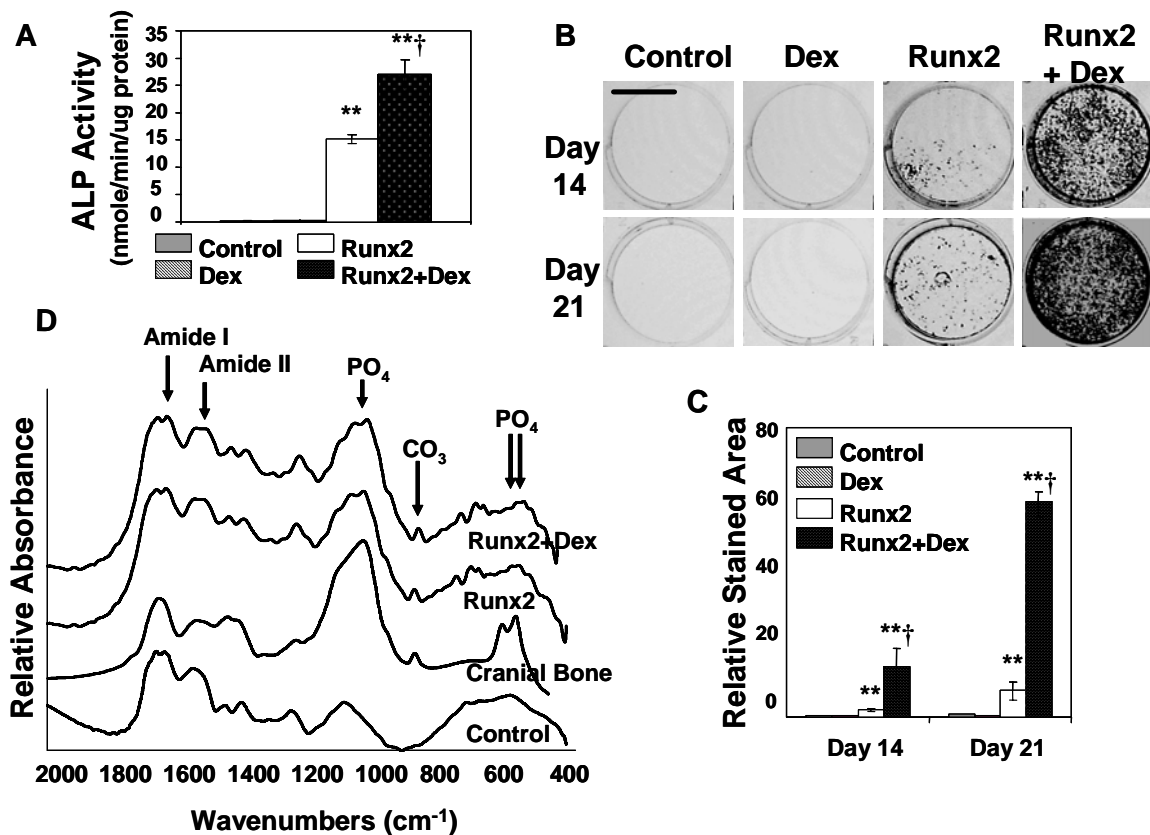 A
ALP Activity
(nmole/min/ug protein)
35
30
25
20
15
10
5
0
**
**†
Control
Runx2
Dex
Runx2+Dex
B
Control
Dex
Runx2
Runx2
+ Dex
Day
14
Day
21
D
Relative Absorbance
Amide I
Amide II
PO4
CO3
PO4
Runx2+Dex
Runx2
Cranial Bone
Control
2000 1800 1600 1400 1200 1000 800 600 400
Wavenumbers (cm-1)
C
Relative Stained Area
80
60
40
20
0
Control
Dex
Runx2
Runx2+Dex
**
**†
**
**†
Day 14
Day 21